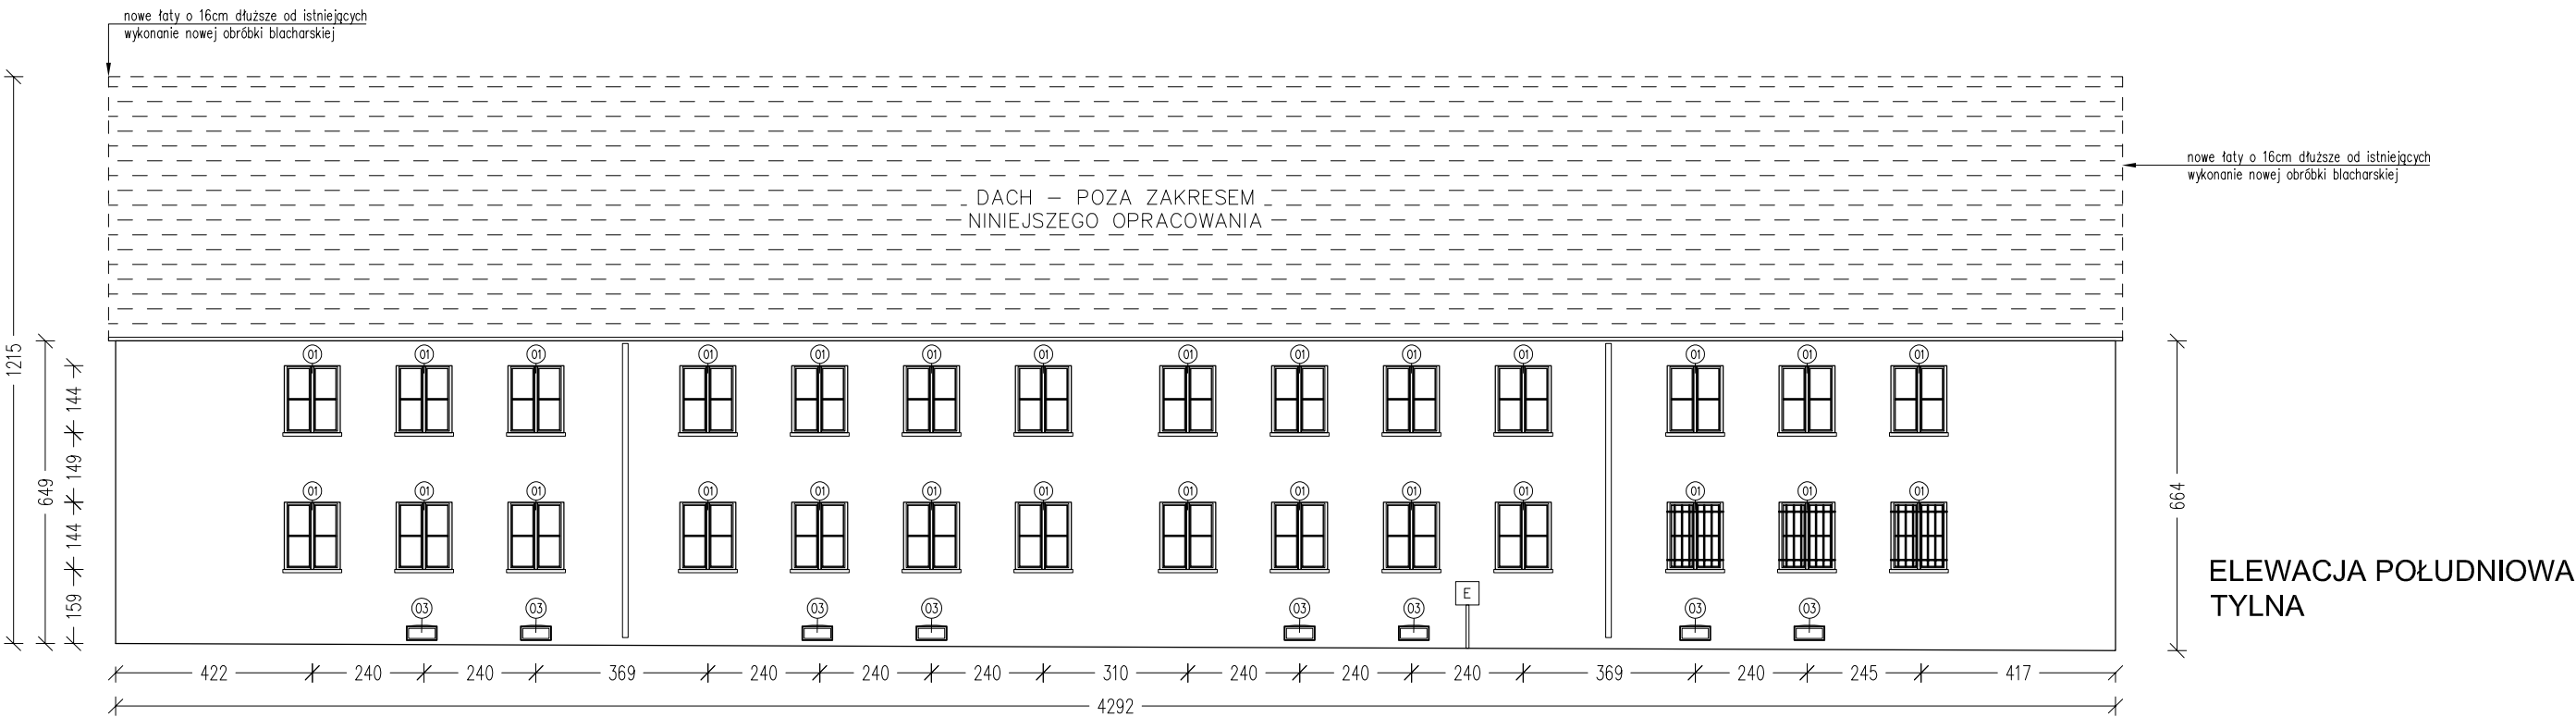 nowe łaty o 16cm dłuższe od istniejących
wykonanie nowej obróbki blacharskiej
nowe łaty o 16cm dłuższe od istniejących
wykonanie nowej obróbki blacharskiej
DACH – POZA ZAKRESEM
NINIEJSZEGO OPRACOWANIA
1215
649
144
149
144
159
664
01 01 01 01 01 01 01 01 01 01 01 01 01 01
01 01 01 01 01 01 01 01 01 01 01 01 01 01
E
03 03 03 03 03 03 03 03
ELEWACJA POŁUDNIOWA
TYLNA
422 240 240 369 240 240 240 310 240 240 240 369 240 245 417
4292